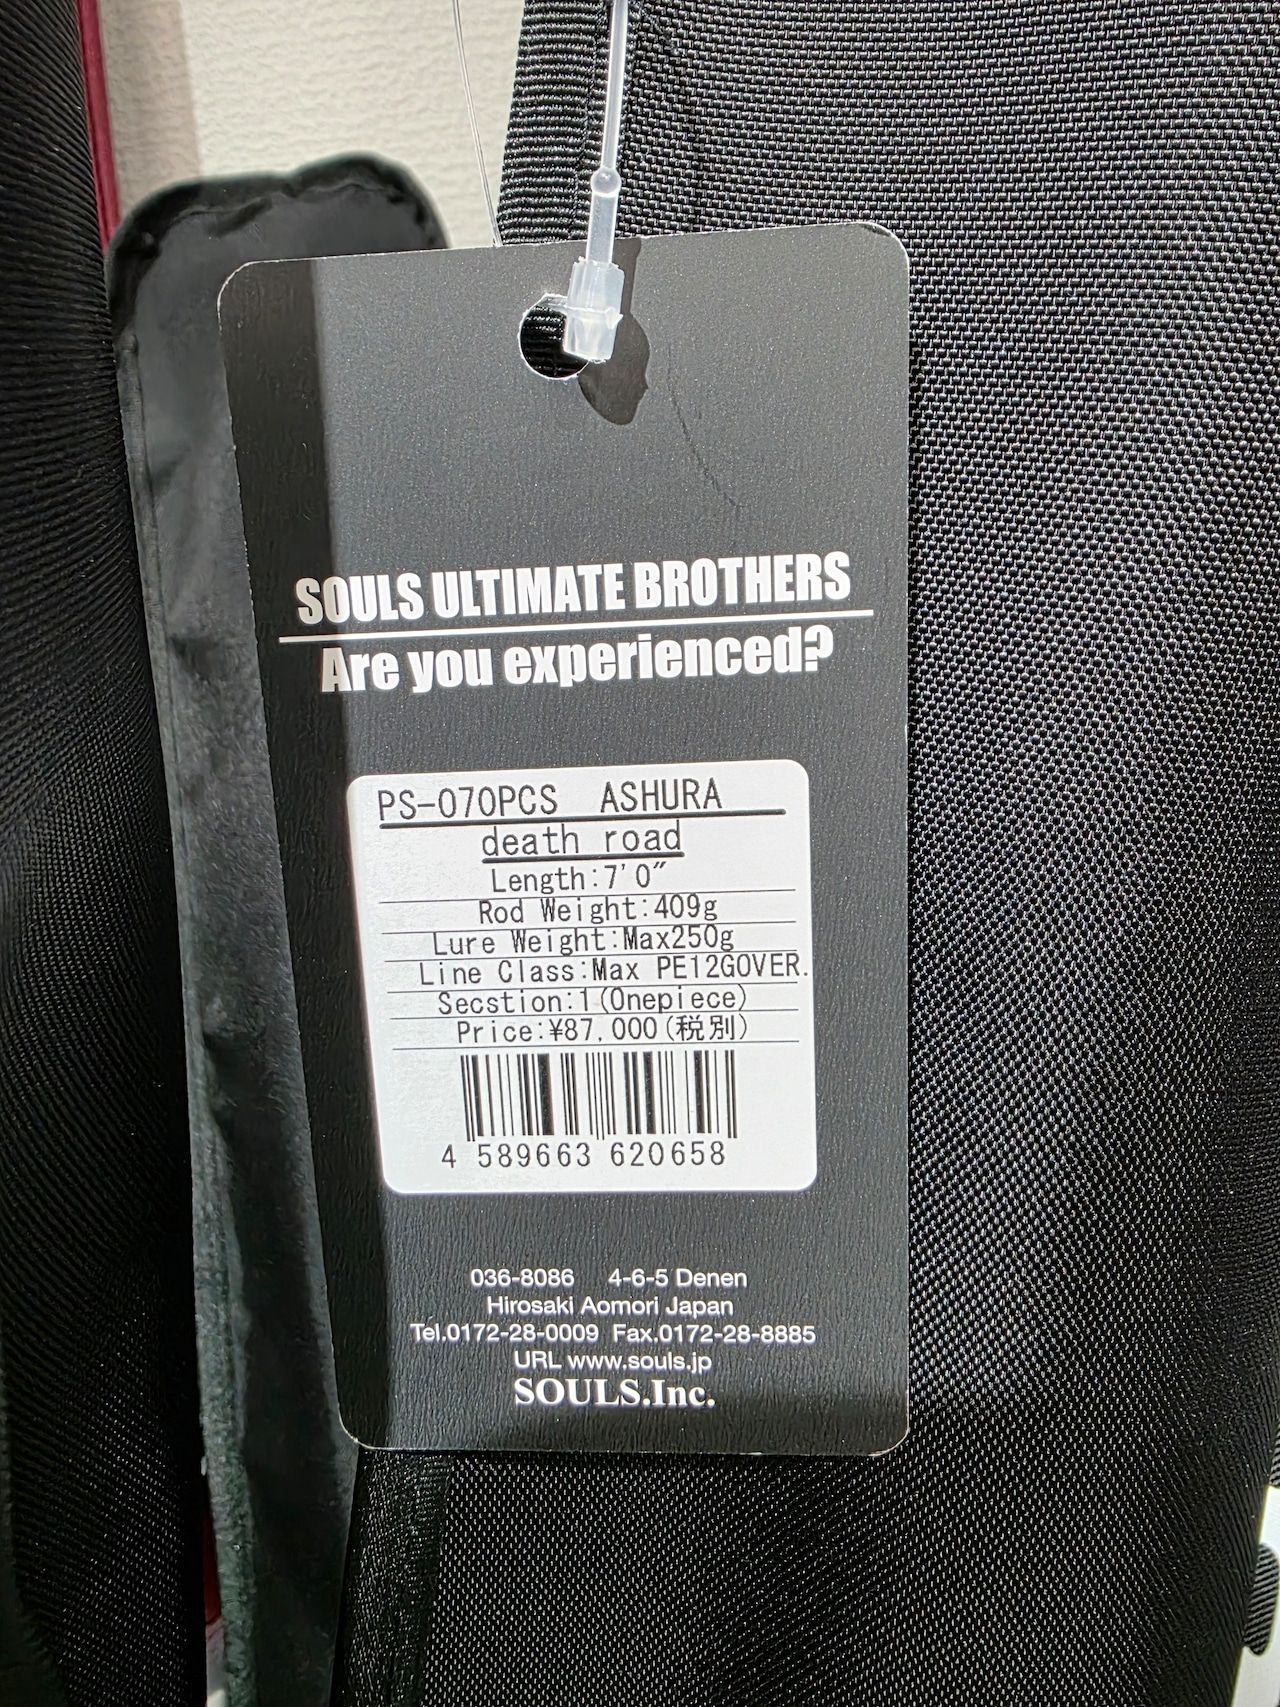 SOULS ULTIMATE BROTHERS
Are you experienced?
PS-070PCS ASHURA
death road
Length:7'0"
Rod Weight:409g
Lure Weight:Max250g
Line Class:Max PE12GOVER.
Secstion:1(Onepiece)
Price:¥87,000(税別)
4 589663 620658
036-8086 4-6-5 Denen
Hirosaki Aomori Japan
Tel.0172-28-0009 Fax.0172-28-8885
URL www.souls.jp
SOULS.Inc.